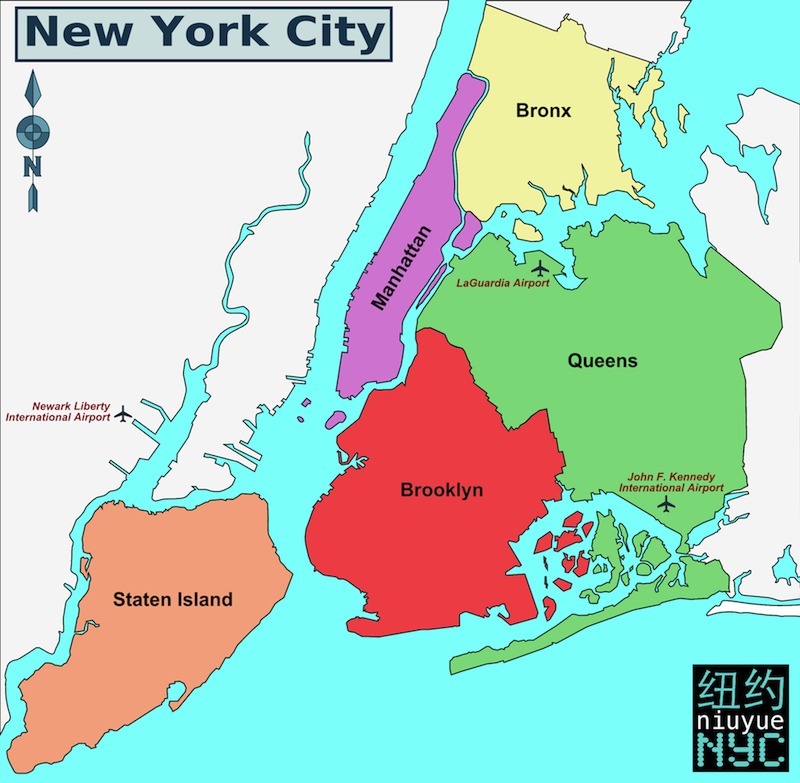 New York City
N
Bronx
Manhattan
LaGuardia Airport
Queens
Newark Liberty
International Airport
Brooklyn
John F. Kennedy
International Airport
Staten Island
纽约
niuyue
NYC